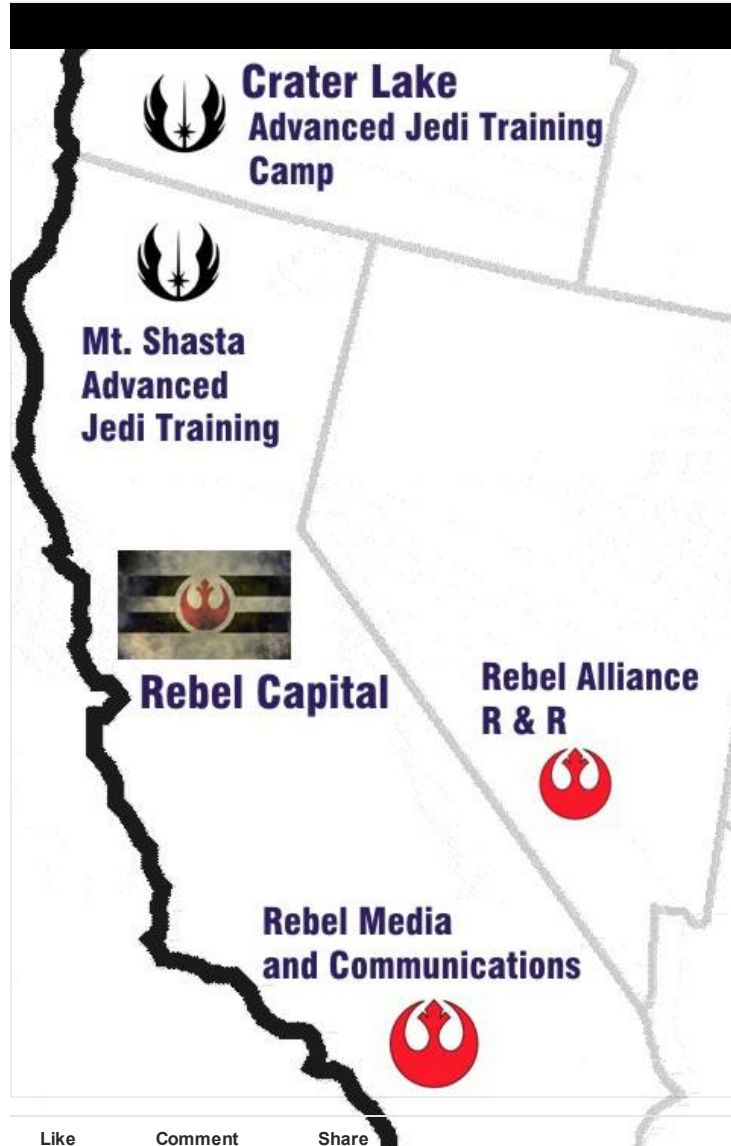 Crater Lake
Advanced Jedi Training
Camp
Mt. Shasta
Advanced
Jedi Training
Rebel Capital
Rebel Alliance
R & R
Rebel Media
and Communications
Like Comment Share